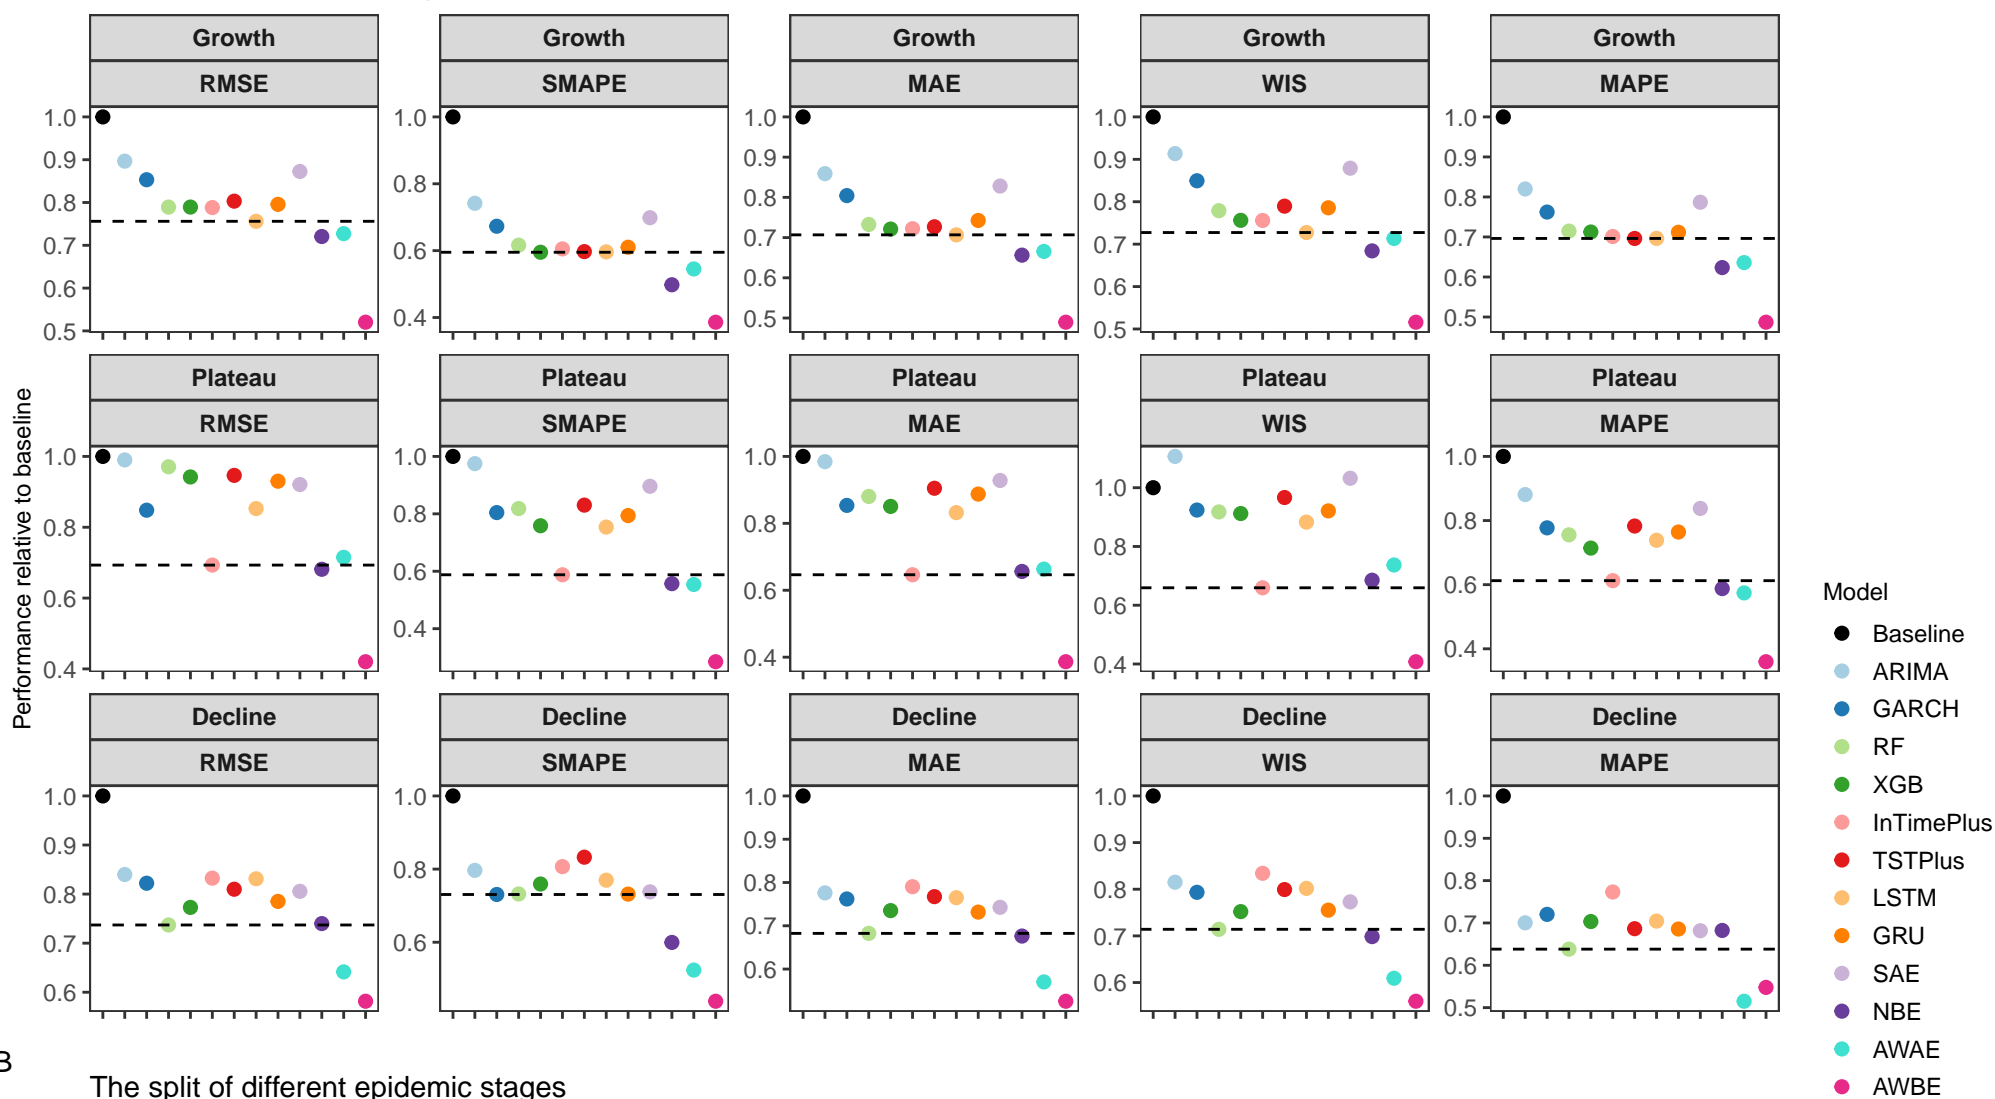 Growth Growth Growth Growth Growth
RMSE SMAPE MAE WIS MAPE
1.0 0.9 0.8 0.7 0.6 0.5
1.0 0.8 0.6 0.4
1.0 0.9 0.8 0.7 0.6 0.5
1.0 0.9 0.8 0.7 0.6 0.5
1.0 0.9 0.8 0.7 0.6 0.5
Performance relative to baseline
Plateau Plateau Plateau Plateau Plateau
RMSE SMAPE MAE WIS MAPE
1.0 0.8 0.6 0.4
1.0 0.8 0.6 0.4
1.0 0.8 0.6 0.4
1.0 0.8 0.6 0.4
1.0 0.8 0.6 0.4
Decline Decline Decline Decline Decline
RMSE SMAPE MAE WIS MAPE
1.0 0.9 0.8 0.7 0.6
1.0 0.8 0.6
1.0 0.9 0.8 0.7 0.6
1.0 0.9 0.8 0.7 0.6
1.0 0.9 0.8 0.7 0.6 0.5
Model
Baseline
ARIMA
GARCH
RF
XGB
InTimePlus
TSTPlus
LSTM
GRU
SAE
NBE
AWAE
AWBE
B
The split of different epidemic stages